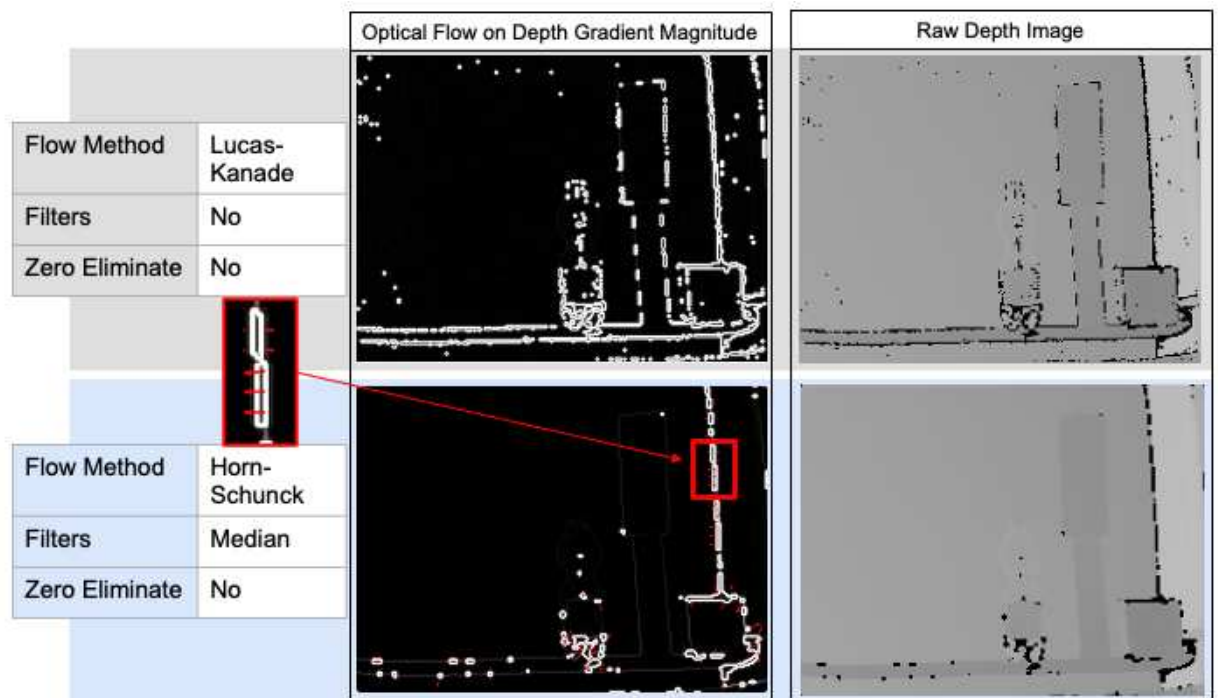 Optical Flow on Depth Gradient Magnitude
Raw Depth Image
Flow Method
Lucas-
Kanade
Filters
No
Zero Eliminate
No
Flow Method
Horn-
Schunck
Filters
Median
Zero Eliminate
No